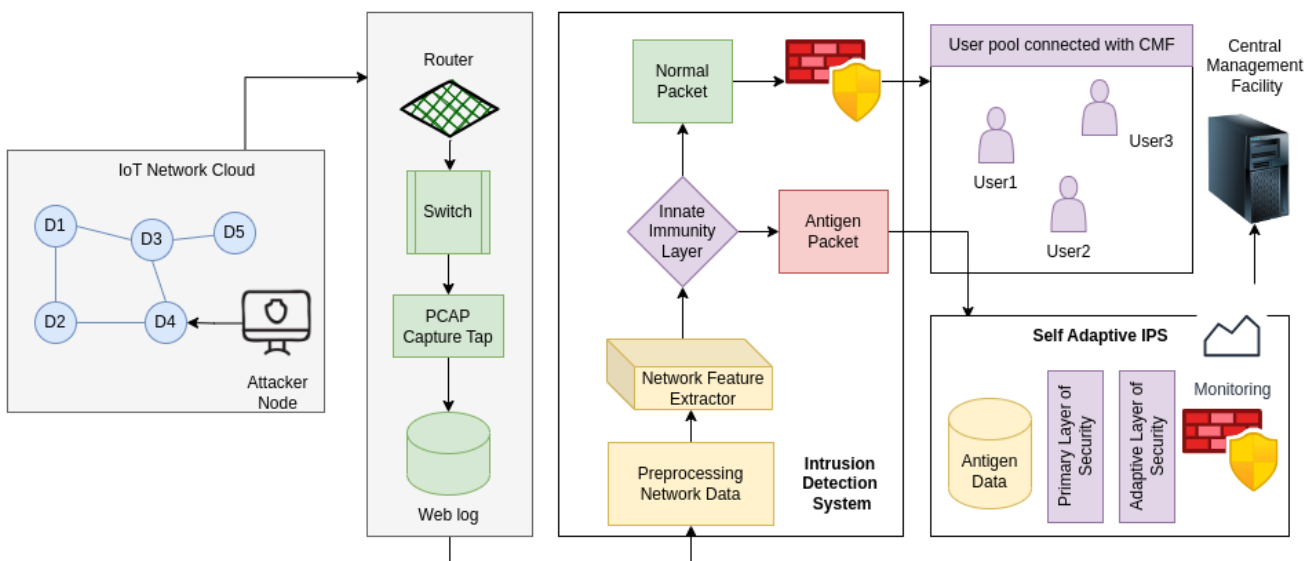 IoT Network Cloud
D1
D3
D5
D2
D4
Attacker
Node
Router
Switch
PCAP
Capture Tap
Web log
Normal
Packet
Innate
Immunity
Layer
Antigen
Packet
Network Feature
Extractor
Preprocessing
Network Data
Intrusion
Detection
System
User pool connected with CMF
User1
User3
User2
Central
Management
Facility
Self Adaptive IPS
Antigen
Data
Primary Layer of
Security
Adaptive Layer of
Security
Monitoring